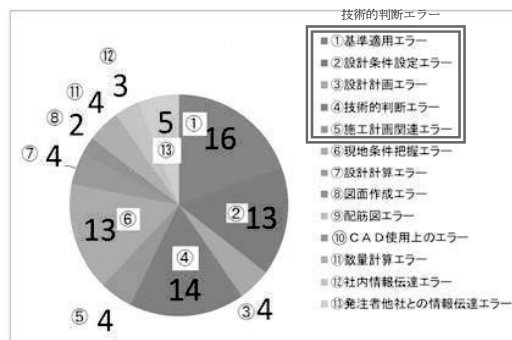 技術的判断エラー
①基準適用エラー
②設計条件設定エラー
③設計計画エラー
④技術的判断エラー
⑤施工計画関連エラー
⑥現地条件把握エラー
⑦設計計算エラー
⑧図面作成エラー
⑨配筋図エラー
⑩CAD使用上のエラー
⑪数量計算エラー
⑫社内情報伝達エラー
⑬発注者他社との情報伝達エラー
① 16
② 13
③ 4
④ 14
⑤ 4
⑥ 13
⑦ 4
⑧ 2
⑪ 4
⑫ 3
⑬ 5